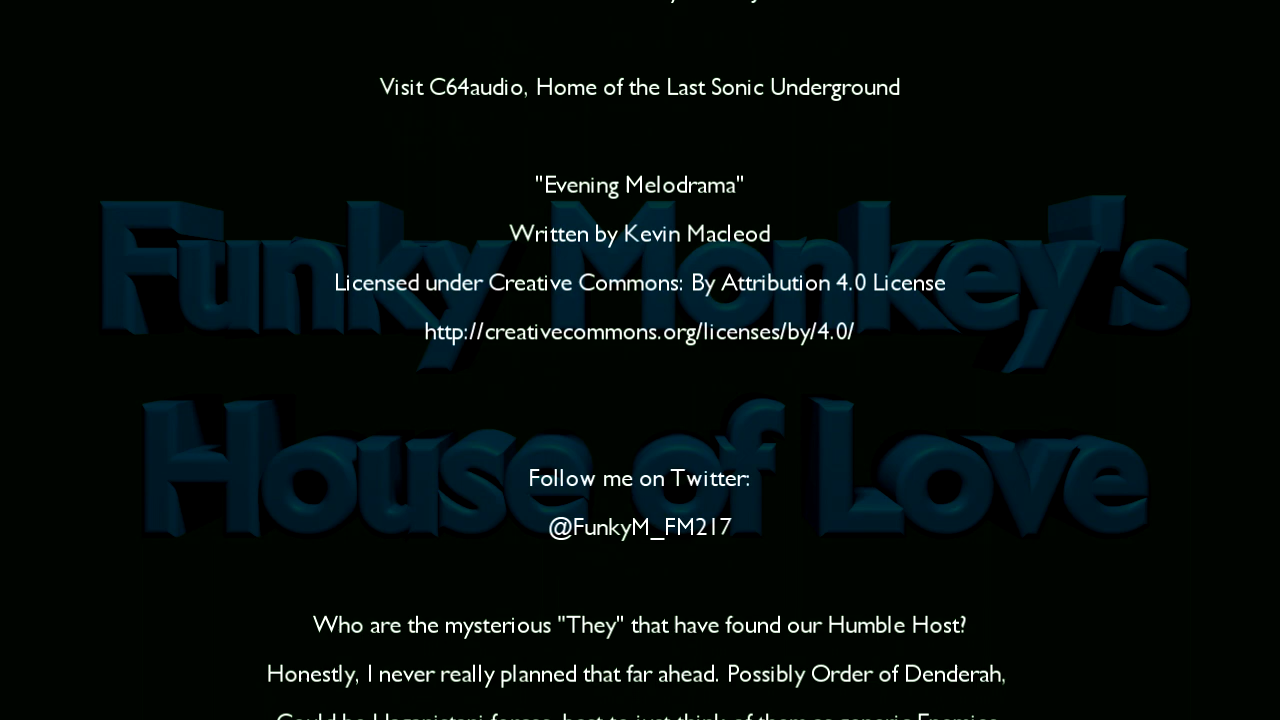 Visit C64audio, Home of the Last Sonic Underground
"Evening Melodrama"
Written by Kevin Macleod
Licensed under Creative Commons: By Attribution 4.0 License
http://creativecommons.org/licenses/by/4.0/
Funky Monkey's
House of Love
Follow me on Twitter:
@FunkyM_FM217
Who are the mysterious "They" that have found our Humble Host?
Honestly, I never really planned that far ahead. Possibly Order of Denderah,